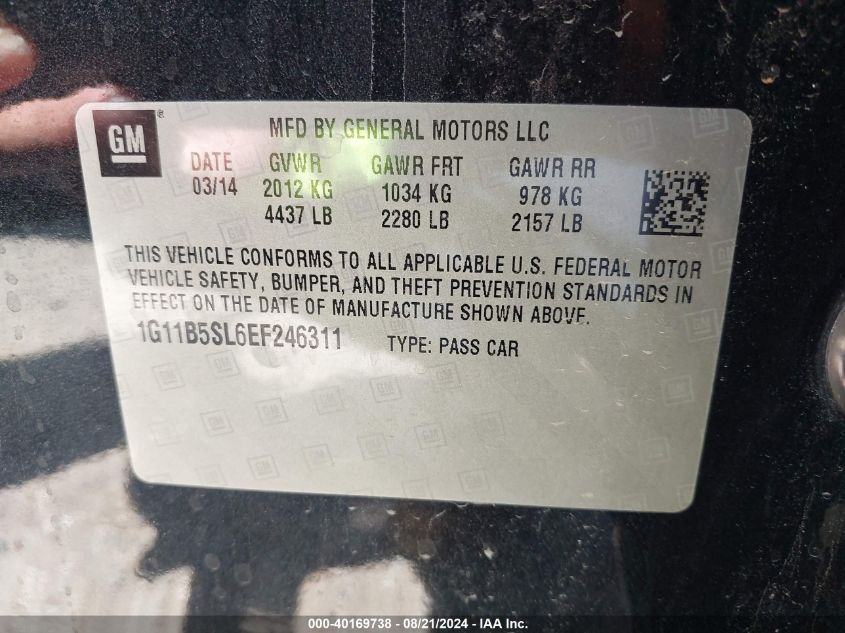 GM
MFD BY GENERAL MOTORS LLC
DATE GVWR GAWR FRT GAWR RR
03/14 2012 KG 1034 KG 978 KG
4437 LB 2280 LB 2157 LB
THIS VEHICLE CONFORMS TO ALL APPLICABLE U.S. FEDERAL MOTOR
VEHICLE SAFETY, BUMPER, AND THEFT PREVENTION STANDARDS IN
EFFECT ON THE DATE OF MANUFACTURE SHOWN ABOVE.
1G11B5SL6EF246311 TYPE: PASS CAR
000-40169738 - 08/21/2024 - IAA Inc.